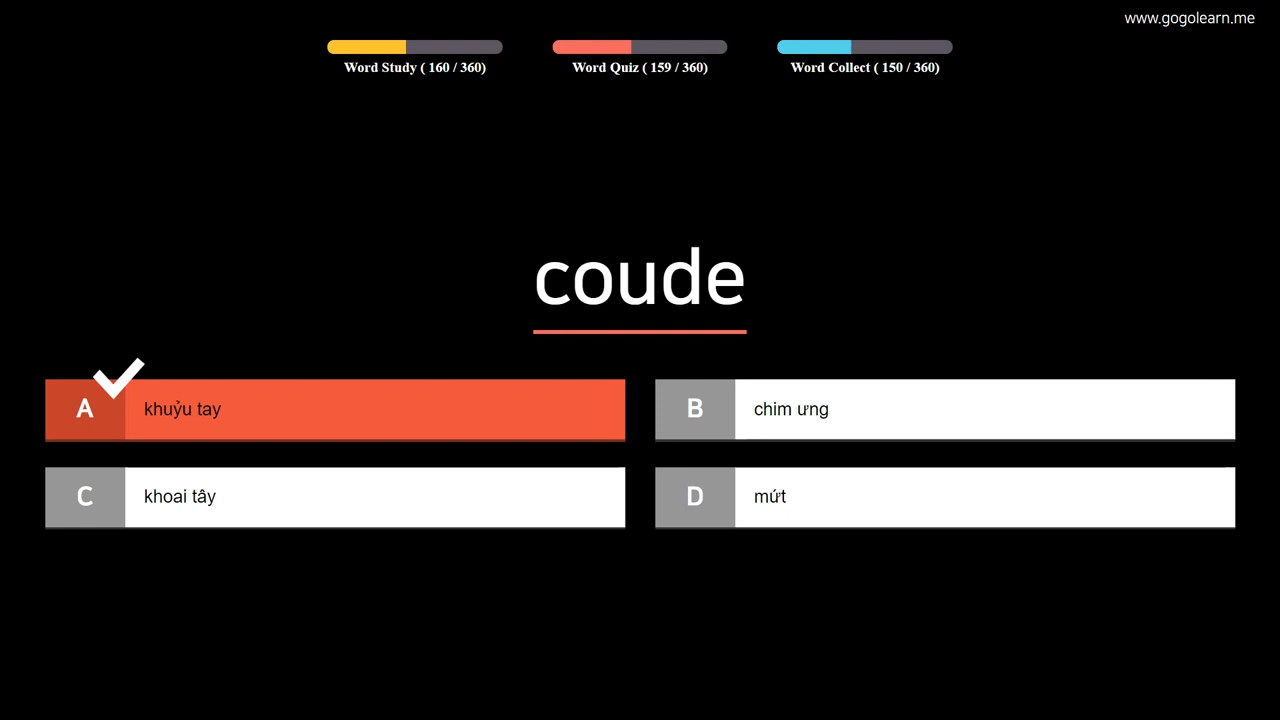 www.gogolearn.me
Word Study ( 160 / 360)
Word Quiz ( 159 / 360)
Word Collect ( 150 / 360)
coude
A khuỷu tay
B chim ưng
C khoai tây
D mứt